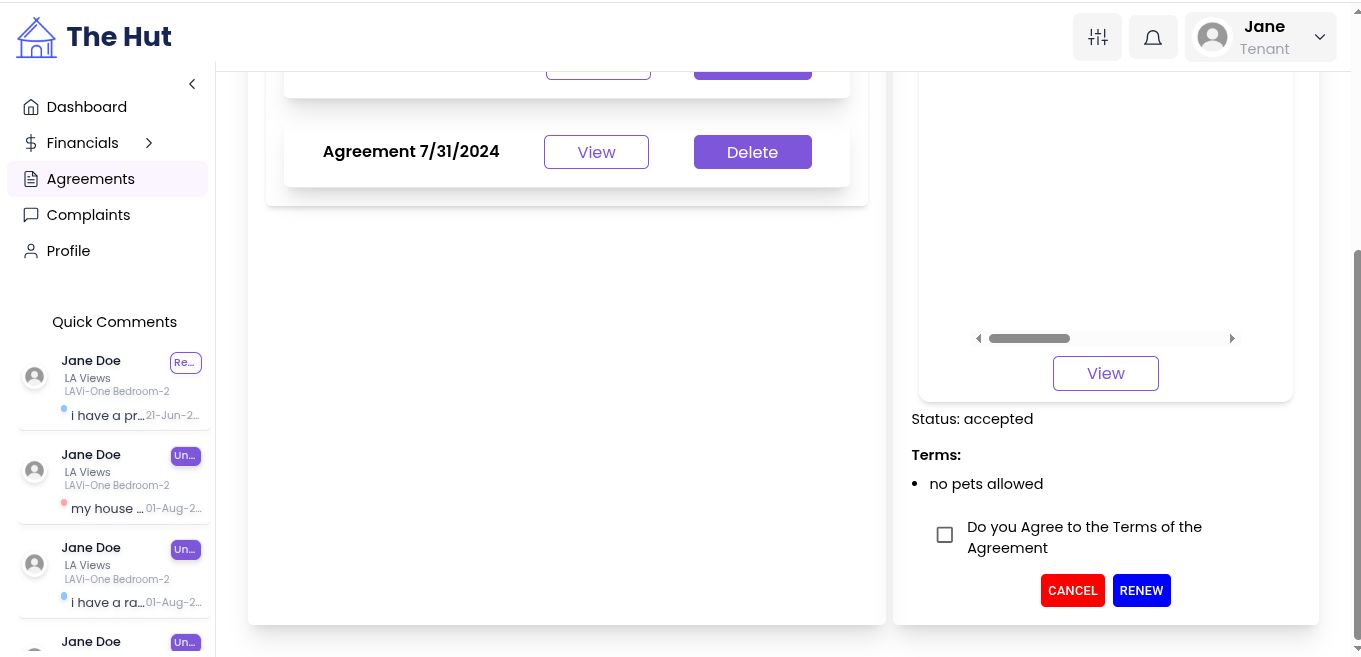 The Hut
Jane
Tenant
Dashboard
Financials
Agreements
Complaints
Profile
Quick Comments
Jane Doe
Re...
LA Views
LAVi-One Bedroom-2
i have a pr...
21-Jun-2...
Jane Doe
Un...
LA Views
LAVi-One Bedroom-2
my house ...
01-Aug-2...
Jane Doe
Un...
LA Views
LAVi-One Bedroom-2
i have a ra...
01-Aug-2...
Jane Doe
Un...
Agreement 7/31/2024
View
Delete
View
Status: accepted
Terms:
• no pets allowed
Do you Agree to the Terms of the
Agreement
CANCEL
RENEW